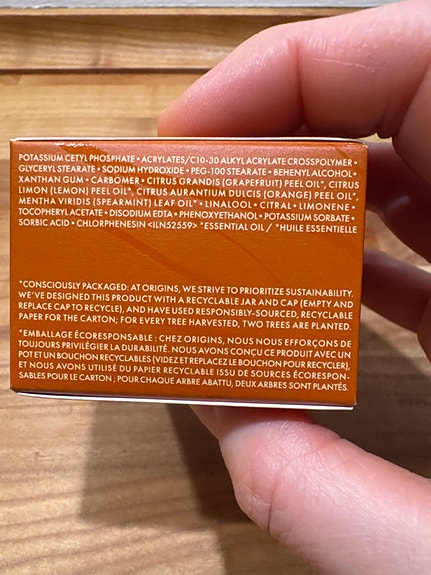 POTASSIUM CETYL PHOSPHATE • ACRYLATES/C10-30 ALKYL ACRYLATE CROSSPOLYMER •
GLYCERYL STEARATE • SODIUM HYDROXIDE • PEG-100 STEARATE • BEHENYL ALCOHOL •
XANTHAN GUM • CARBOMER • CITRUS GRANDIS (GRAPEFRUIT) PEEL OIL*, CITRUS
LIMON (LEMON) PEEL OIL*, CITRUS AURANTIUM DULCIS (ORANGE) PEEL OIL*,
MENTHA VIRIDIS (SPEARMINT) LEAF OIL* • LINALOOL • CITRAL • LIMONENE •
TOCOPHERYL ACETATE • DISODIUM EDTA • PHENOXYETHANOL • POTASSIUM SORBATE •
SORBIC ACID • CHLORPHENESIN <ILN52559> *ESSENTIAL OIL / *HUILE ESSENTIELLE
*CONSCIOUSLY PACKAGED: AT ORIGINS, WE STRIVE TO PRIORITIZE SUSTAINABILITY.
WE'VE DESIGNED THIS PRODUCT WITH A RECYCLABLE JAR AND CAP (EMPTY AND
REPLACE CAP TO RECYCLE), AND HAVE USED RESPONSIBLY-SOURCED, RECYCLABLE
PAPER FOR THE CARTON; FOR EVERY TREE HARVESTED, TWO TREES ARE PLANTED.
*EMBALLAGE ÉCORESPONSABLE : CHEZ ORIGINS, NOUS NOUS EFFORÇONS DE
TOUJOURS PRIVILÉGIER LA DURABILITÉ. NOUS AVONS CONÇU CE PRODUIT AVEC UN
POT ET UN BOUCHON RECYCLABLES (VIDEZ ET REPLACEZ LE BOUCHON POUR RECYCLER),
ET NOUS AVONS UTILISÉ DU PAPIER RECYCLABLE ISSU DE SOURCES ÉCORESPON-
SABLES POUR LE CARTON ; POUR CHAQUE ARBRE ABATTU, DEUX ARBRES SONT PLANTÉS.